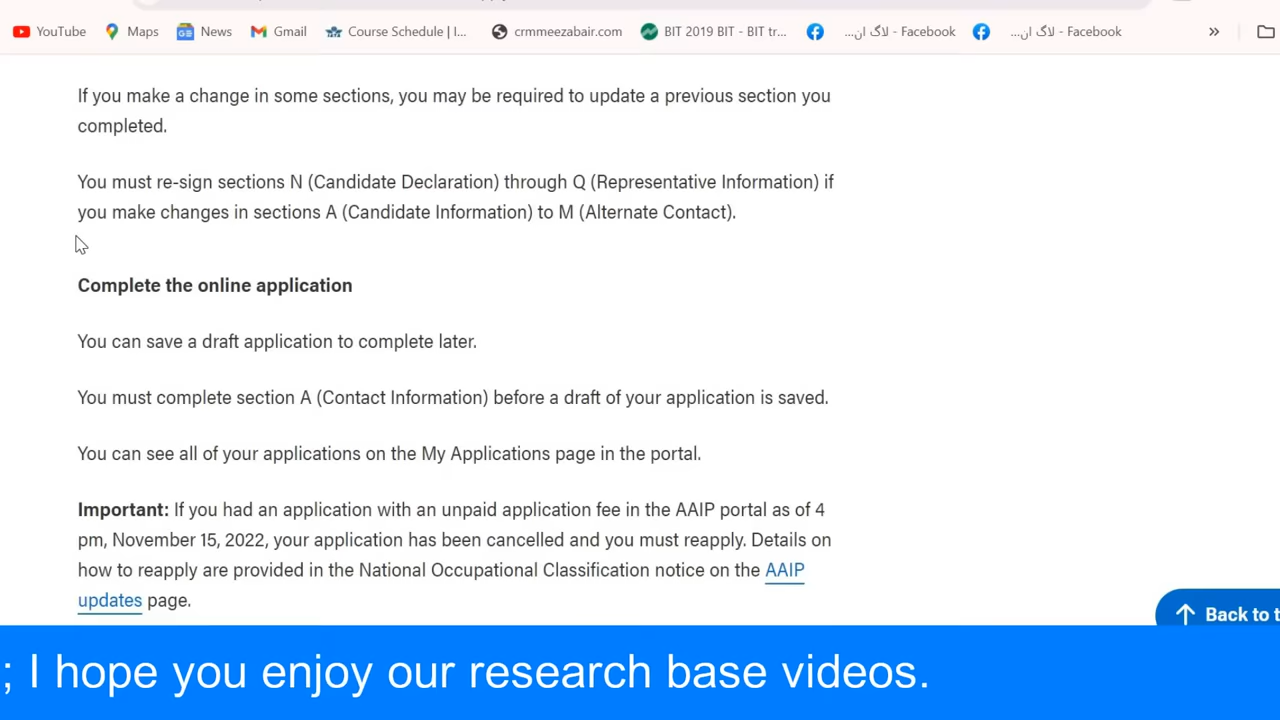 YouTube
Maps
News
Gmail
Course Schedule | I...
crmmeezabair.com
BIT 2019 BIT - BIT tr...
...لاگ ان - Facebook
...لاگ ان - Facebook
»
If you make a change in some sections, you may be required to update a previous section you
completed.
You must re-sign sections N (Candidate Declaration) through Q (Representative Information) if
you make changes in sections A (Candidate Information) to M (Alternate Contact).
Complete the online application
You can save a draft application to complete later.
You must complete section A (Contact Information) before a draft of your application is saved.
You can see all of your applications on the My Applications page in the portal.
Important: If you had an application with an unpaid application fee in the AAIP portal as of 4
pm, November 15, 2022, your application has been cancelled and you must reapply. Details on
how to reapply are provided in the National Occupational Classification notice on the AAIP
updates page.
Back to t
; I hope you enjoy our research base videos.